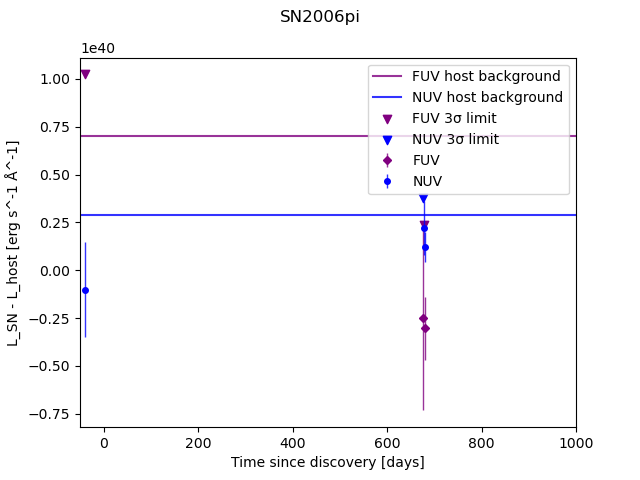 SN2006pi
1e40
FUV host background
NUV host background
FUV 3σ limit
NUV 3σ limit
FUV
NUV
L_SN - L_host [erg s^-1 Å^-1]
1.00
0.75
0.50
0.25
0.00
−0.25
−0.50
−0.75
0 200 400 600 800 1000
Time since discovery [days]